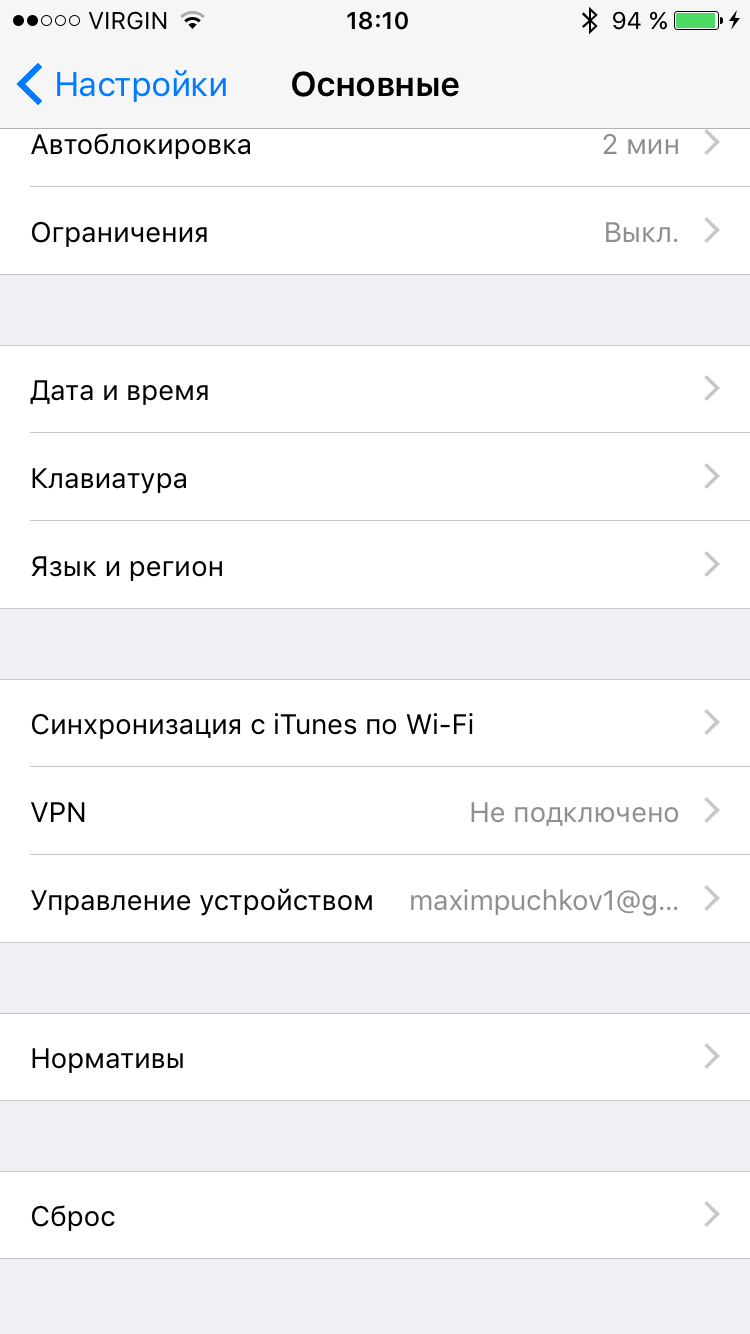 VIRGIN 18:10 94 %
Настройки Основные
Автоблокировка 2 мин
Ограничения Выкл.
Дата и время
Клавиатура
Язык и регион
Синхронизация с iTunes по Wi-Fi
VPN Не подключено
Управление устройством maximpuchkov1@g...
Нормативы
Сброс